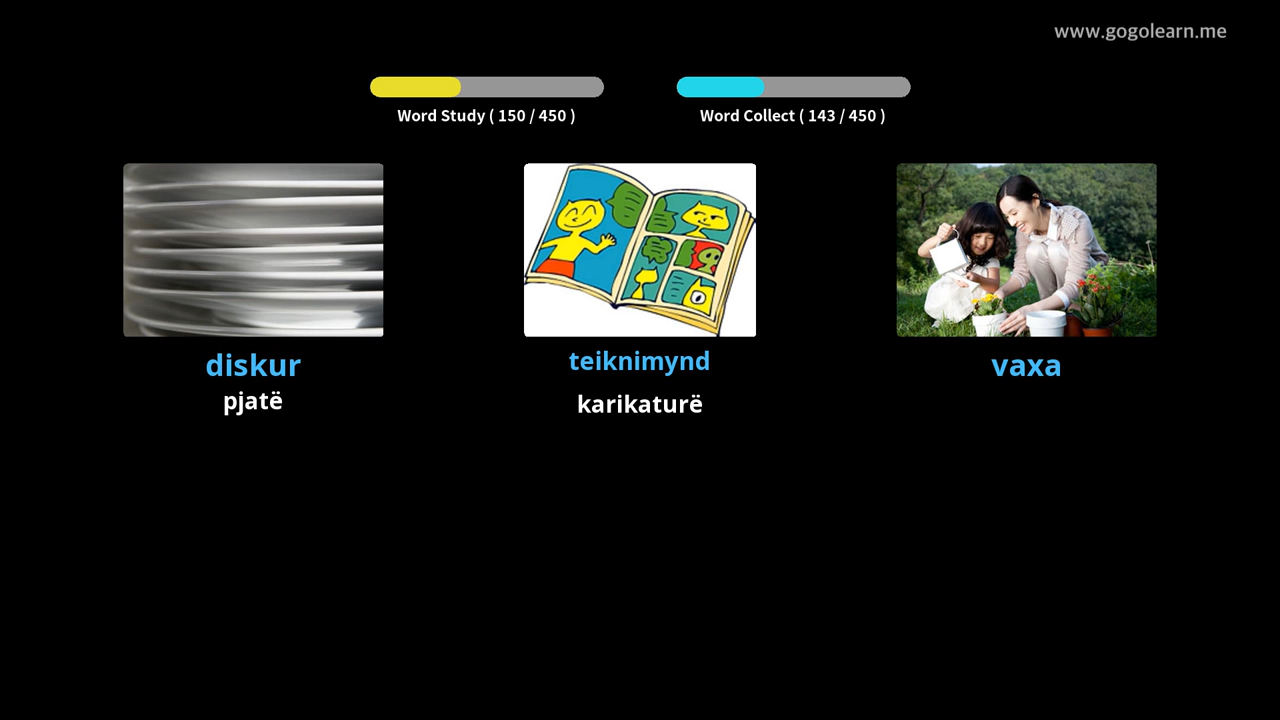 www.gogolearn.me
Word Study ( 150 / 450 )
Word Collect ( 143 / 450 )
diskur
pjatë
teiknimynd
karikaturë
vaxa